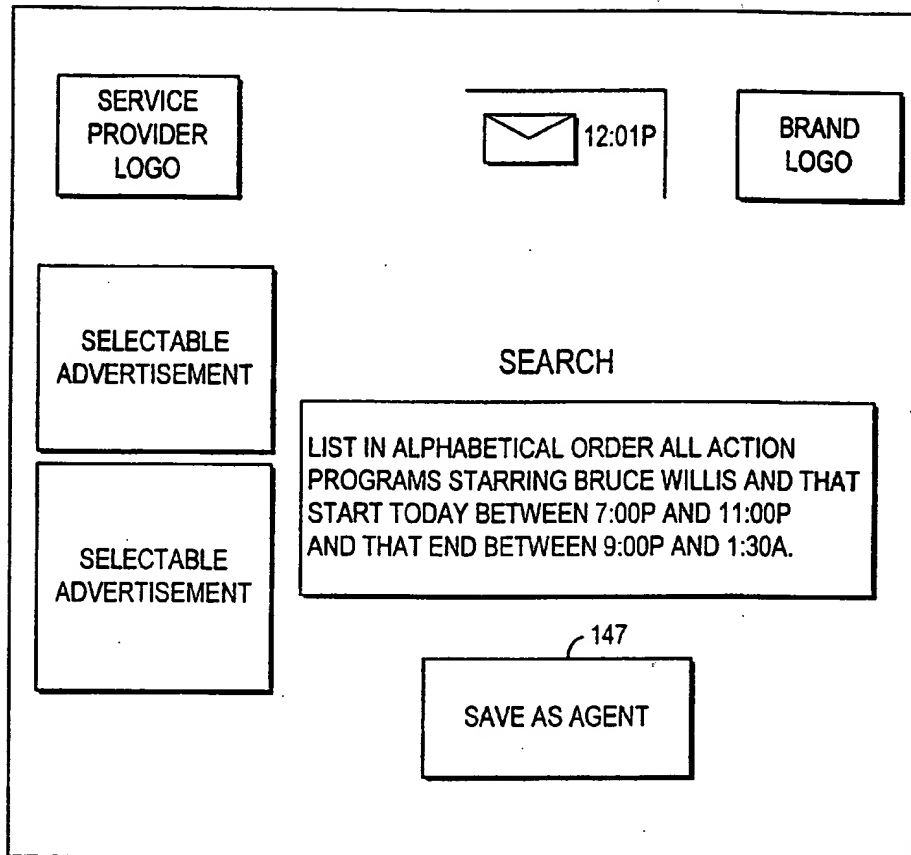 SERVICE
PROVIDER
LOGO
12:01P
BRAND
LOGO
SELECTABLE
ADVERTISEMENT
SEARCH
LIST IN ALPHABETICAL ORDER ALL ACTION
PROGRAMS STARRING BRUCE WILLIS AND THAT
START TODAY BETWEEN 7:00P AND 11:00P
AND THAT END BETWEEN 9:00P AND 1:30A.
SELECTABLE
ADVERTISEMENT
147
SAVE AS AGENT